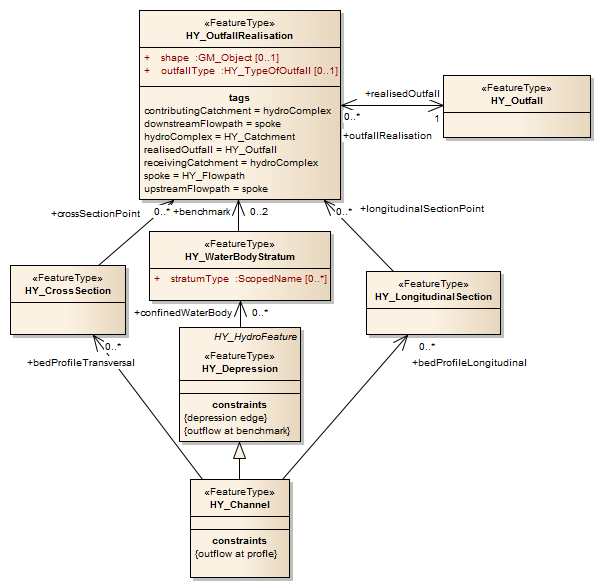 «FeatureType»
HY_OutfallRealisation
+ shape :GM_Object [0..1]
+ outfallType :HY_TypeOfOutfall [0..1]
tags
contributingCatchment = hydroComplex
downstreamFlowpath = spoke
hydroComplex = HY_Catchment
realisedOutfall = HY_Outfall
receivingCatchment = hydroComplex
spoke = HY_Flowpath
upstreamFlowpath = spoke
+realisedOutfall
0..*
1
+outfallRealisation
«FeatureType»
HY_Outfall
+crossSectionPoint
0..*
+benchmark
0..2
0..*
+longitudinalSectionPoint
«FeatureType»
HY_WaterBodyStratum
+ stratumType :ScopedName [0..*]
«FeatureType»
HY_CrossSection
«FeatureType»
HY_LongitudinalSection
+confinedWaterBody
0..*
0..*
+bedProfileTransversal
HY_HydroFeature
«FeatureType»
HY_Depression
constraints
{depression edge}
{outflow at benchmark}
0..*
+bedProfileLongitudinal
«FeatureType»
HY_Channel
constraints
{outflow at profle}